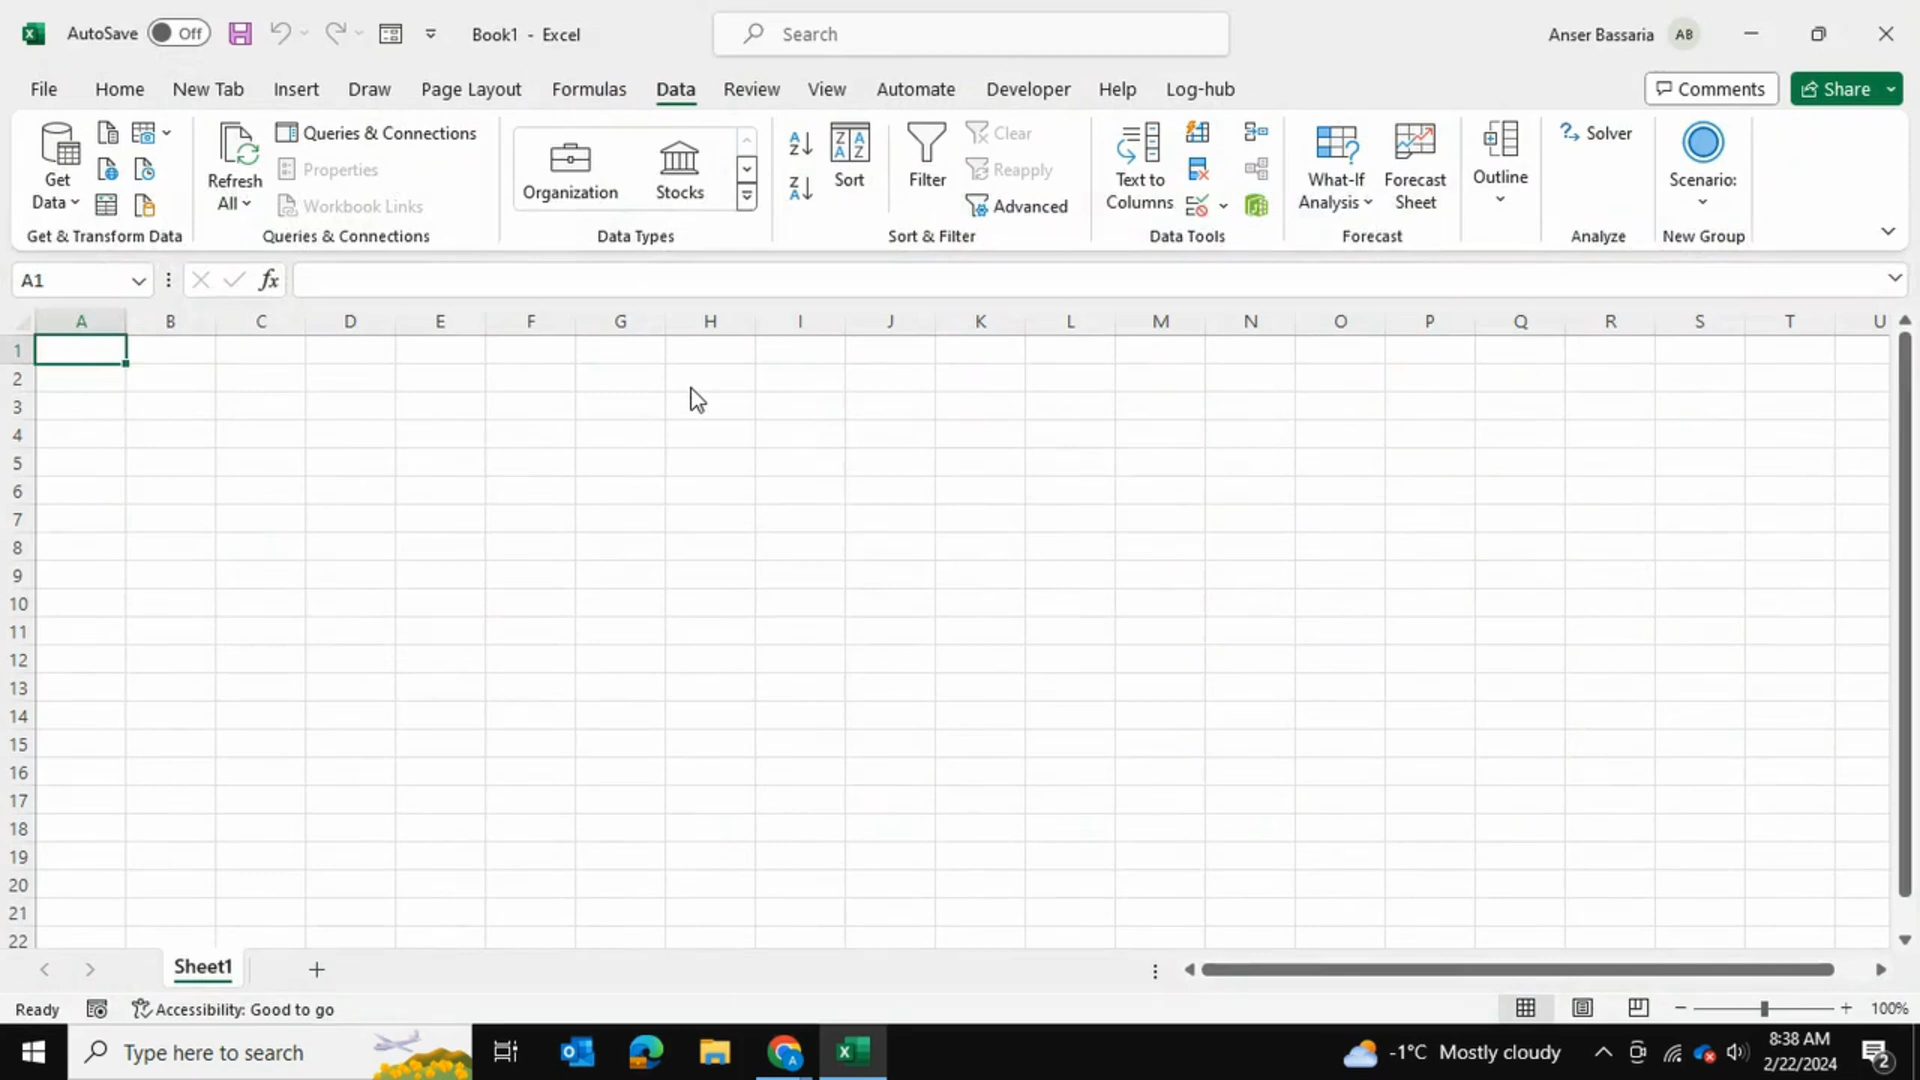 AutoSave Off Book1 - Excel Search Anser Bassaria AB
File Home New Tab Insert Draw Page Layout Formulas Data Review View Automate Developer Help Log-hub Comments Share
Get Data
Refresh All
Queries & Connections
Properties
Workbook Links
Organization
Stocks
Sort
Filter
Clear
Reapply
Advanced
Text to Columns
What-If Analysis
Forecast Sheet
Outline
Solver
Scenario:
Get & Transform Data Queries & Connections Data Types Sort & Filter Data Tools Forecast Analyze New Group
A1 fx
A B C D E F G H I J K L M N O P Q R S T U
1
2
3
4
5
6
7
8
9
10
11
12
13
14
15
16
17
18
19
20
21
22
Sheet1
Ready Accessibility: Good to go 100%
Type here to search -1°C Mostly cloudy 8:38 AM
2/22/2024 2